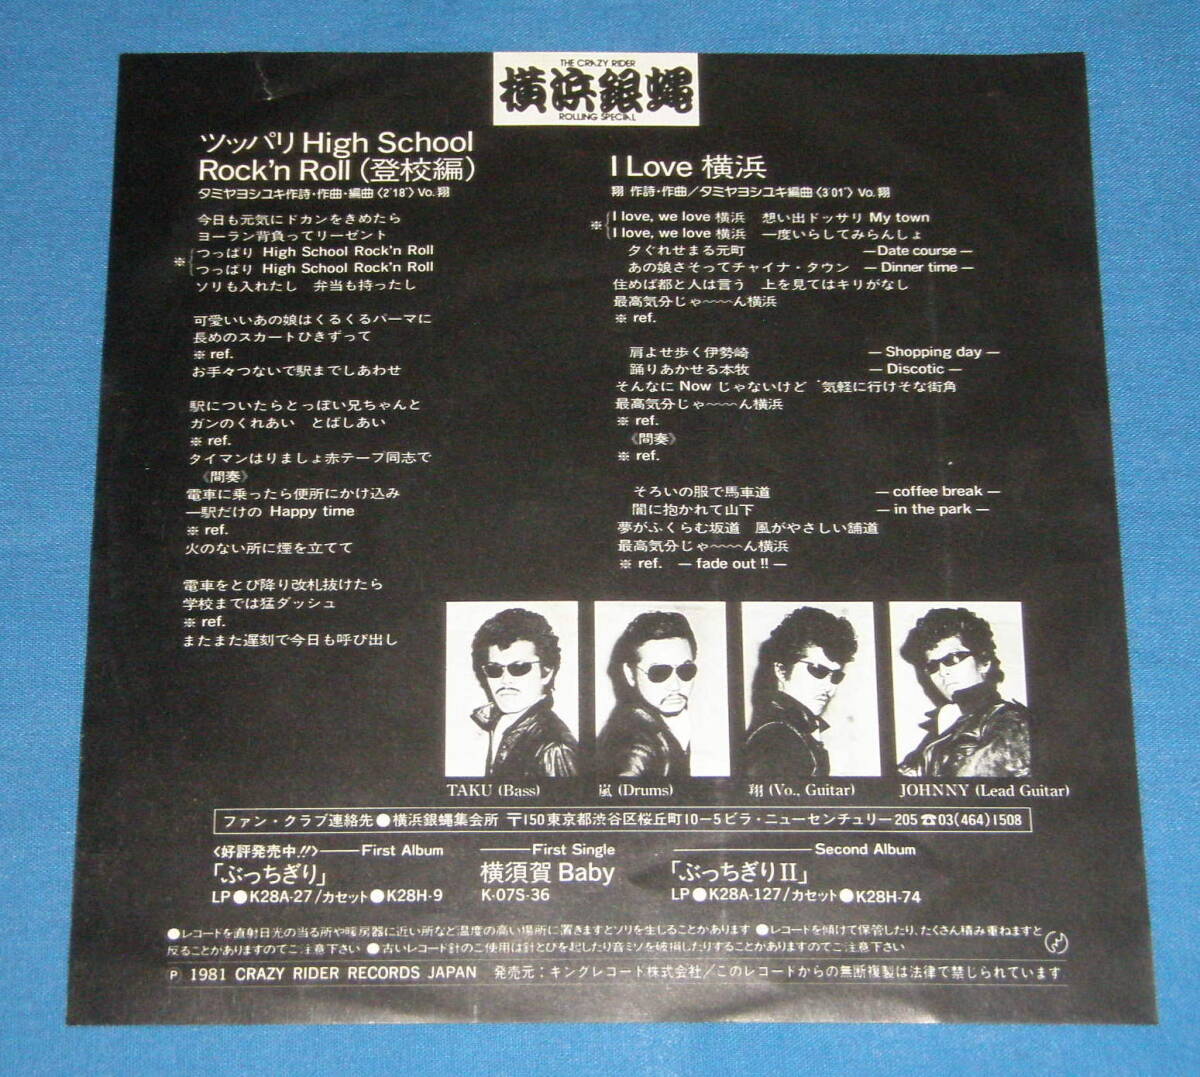 THE CRAZY RIDER
横浜銀蝿
ROLLING SPECIAL
ツッパリ High School
Rock'n Roll (登校編)
タミヤヨシユキ作詩・作曲・編曲〈2'18"〉Vo. 翔
今日も元気にドカンをきめたら
ヨーラン背負ってリーゼント
※ つっぱり High School Rock'n Roll
つっぱり High School Rock'n Roll
ソリも入れたし 弁当も持ったし
可愛いいあの娘はくるくるパーマに
長めのスカートひきずって
※ ref.
お手々つないで駅までしあわせ
駅についたらとっぽい兄ちゃんと
ガンのくれあい とばしあい
※ ref.
タイマンはりましょ赤テープ同志で
《間奏》
電車に乗ったら便所にかけ込み
一駅だけの Happy time
※ ref.
火のない所に煙を立てて
電車をとび降り改札抜けたら
学校までは猛ダッシュ
※ ref.
またまた遅刻で今日も呼び出し
I Love 横浜
翔 作詩・作曲／タミヤヨシユキ編曲〈3'01"〉Vo. 翔
※ I love, we love 横浜 想い出ドッサリ My town
I love, we love 横浜 一度いらしてみらんしょ
夕ぐれせまる元町 — Date course —
あの娘さそってチャイナ・タウン — Dinner time —
住めば都と人は言う 上を見てはキリがなし
最高気分じゃ〜〜〜ん横浜
※ ref.
肩よせ歩く伊勢崎 — Shopping day —
踊りあかせる本牧 — Discotic —
そんなに Now じゃないけど 気軽に行けそな街角
最高気分じゃ〜〜〜ん横浜
※ ref.
《間奏》
※ ref.
そろいの服で馬車道 — coffee break —
闇に抱かれて山下 — in the park —
夢がふくらむ坂道 風がやさしい舗道
最高気分じゃ〜〜〜ん横浜
※ ref. — fade out !! —
TAKU (Bass) 嵐 (Drums) 翔 (Vo., Guitar) JOHNNY (Lead Guitar)
ファン・クラブ連絡先●横浜銀蝿集会所 〒150東京都渋谷区桜丘町10-5ビラ・ニューセンチュリー205☎03(464)1508
〈好評発売中!!〉—— First Album —— First Single —— Second Album
「ぶっちぎり」 横須賀 Baby 「ぶっちぎりII」
LP●K28A-27/カセット●K28H-9 K-07S-36 LP●K28A-127/カセット●K28H-74
●レコードを直射日光の当る所や暖房器に近い所など温度の高い場所に置きますとソリを生じることがあります ●レコードを傾けて保管したり、たくさん積み重ねますと
反ることがありますのでご注意下さい ●古いレコード針のご使用は針とびを起したり音ミゾを破損したりすることがありますのでご注意下さい
Ⓟ 1981 CRAZY RIDER RECORDS JAPAN 発売元：キングレコード株式会社／このレコードからの無断複製は法律で禁じられています